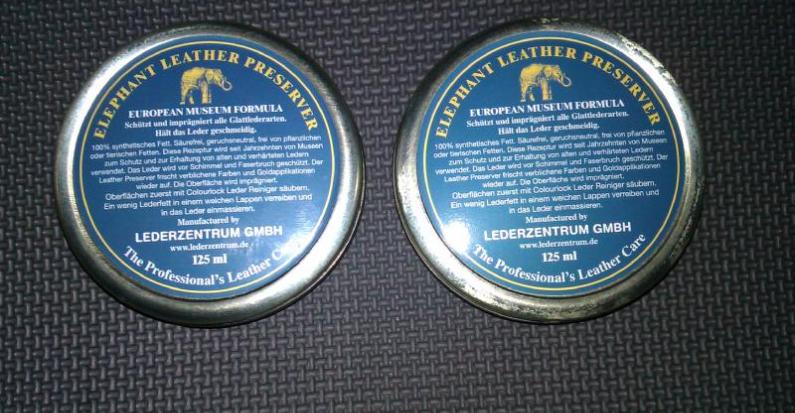 ELEPHANT LEATHER PRESERVER
EUROPEAN MUSEUM FORMULA
Schützt und imprägniert alle Glattlederarten.
Hält das Leder geschmeidig.
100% synthetisches Fett. Säurefrei, geruchsneutral, frei von pflanzlichen
oder tierischen Fetten. Diese Rezeptur wird seit Jahrzehnten von Museen
zum Schutz und zur Erhaltung von alten und verhärteten Ledern
verwendet. Das Leder wird vor Schimmel und Faserbruch geschützt. Der
Leather Preserver frischt verblichene Farben und Goldapplikationen
wieder auf. Die Oberfläche wird imprägniert.
Oberflächen zuerst mit Colourlock Leder Reiniger säubern.
Ein wenig Lederfett in einem weichen Lappen verreiben und
in das Leder einmassieren.
Manufactured by
LEDERZENTRUM GMBH
www.lederzentrum.de
125 ml
The Professional's Leather Care
ELEPHANT LEATHER PRESERVER
EUROPEAN MUSEUM FORMULA
Schützt und imprägniert alle Glattlederarten.
Hält das Leder geschmeidig.
100% synthetisches Fett. Säurefrei, geruchsneutral, frei von pflanzlichen
oder tierischen Fetten. Diese Rezeptur wird seit Jahrzehnten von Museen
zum Schutz und zur Erhaltung von alten und verhärteten Ledern
verwendet. Das Leder wird vor Schimmel und Faserbruch geschützt. Der
Leather Preserver frischt verblichene Farben und Goldapplikationen
wieder auf. Die Oberfläche wird imprägniert.
Oberflächen zuerst mit Colourlock Leder Reiniger säubern.
Ein wenig Lederfett in einem weichen Lappen verreiben und
in das Leder einmassieren.
Manufactured by
LEDERZENTRUM GMBH
www.lederzentrum.de
125 ml
The Professional's Leather Care